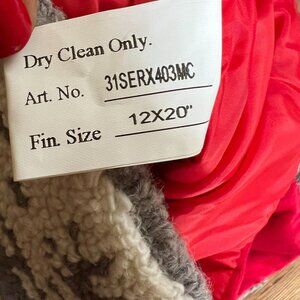 Dry Clean Only.
Art. No. 31SERX403MC
Fin. Size 12X20"